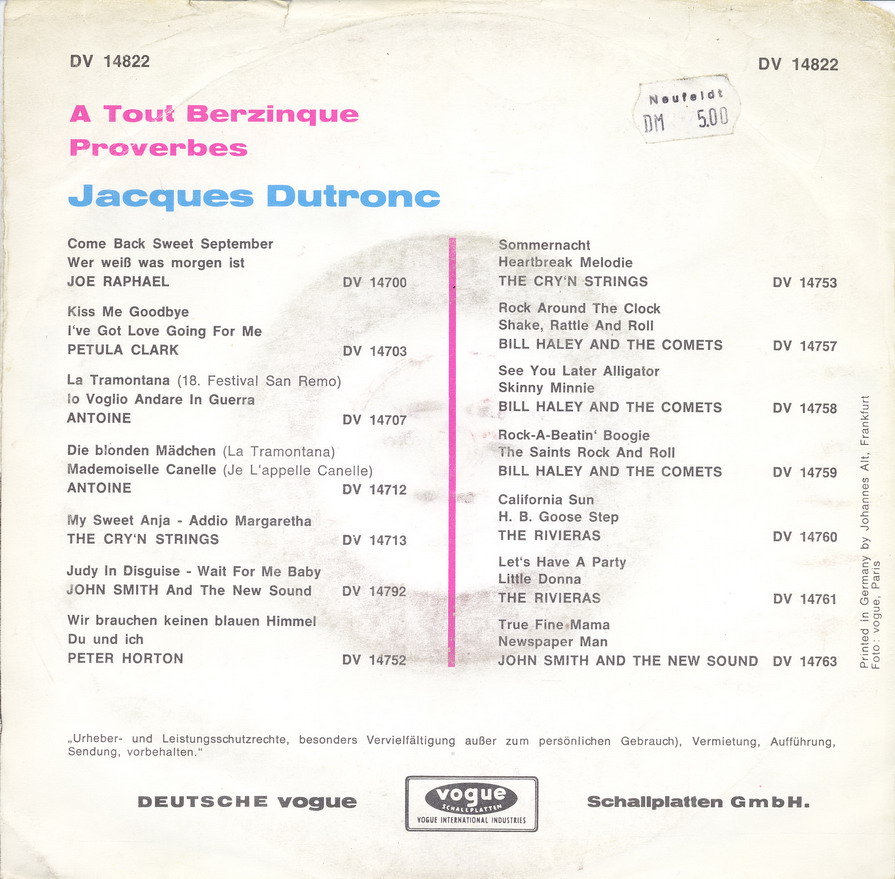 DV 14822
DV 14822
Neufeldt
DM 5.00
A Tout Berzinque
Proverbes
Jacques Dutronc
Come Back Sweet September
Wer weiß was morgen ist
JOE RAPHAEL DV 14700
Kiss Me Goodbye
I've Got Love Going For Me
PETULA CLARK DV 14703
La Tramontana (18. Festival San Remo)
Io Voglio Andare In Guerra
ANTOINE DV 14707
Die blonden Mädchen (La Tramontana)
Mademoiselle Canelle (Je L'appelle Canelle)
ANTOINE DV 14712
My Sweet Anja - Addio Margaretha
THE CRY'N STRINGS DV 14713
Judy In Disguise - Wait For Me Baby
JOHN SMITH And The New Sound DV 14792
Wir brauchen keinen blauen Himmel
Du und ich
PETER HORTON DV 14752
Sommernacht
Heartbreak Melodie
THE CRY'N STRINGS DV 14753
Rock Around The Clock
Shake, Rattle And Roll
BILL HALEY AND THE COMETS DV 14757
See You Later Alligator
Skinny Minnie
BILL HALEY AND THE COMETS DV 14758
Rock-A-Beatin' Boogie
The Saints Rock And Roll
BILL HALEY AND THE COMETS DV 14759
California Sun
H. B. Goose Step
THE RIVIERAS DV 14760
Let's Have A Party
Little Donna
THE RIVIERAS DV 14761
True Fine Mama
Newspaper Man
JOHN SMITH AND THE NEW SOUND DV 14763
Printed in Germany by Johannes Alt, Frankfurt
Foto: vogue, Paris
„Urheber- und Leistungsschutzrechte, besonders Vervielfältigung außer zum persönlichen Gebrauch), Vermietung, Aufführung,
Sendung, vorbehalten."
DEUTSCHE vogue
vogue
SCHALLPLATTEN
VOGUE INTERNATIONAL INDUSTRIES
Schallplatten GmbH.